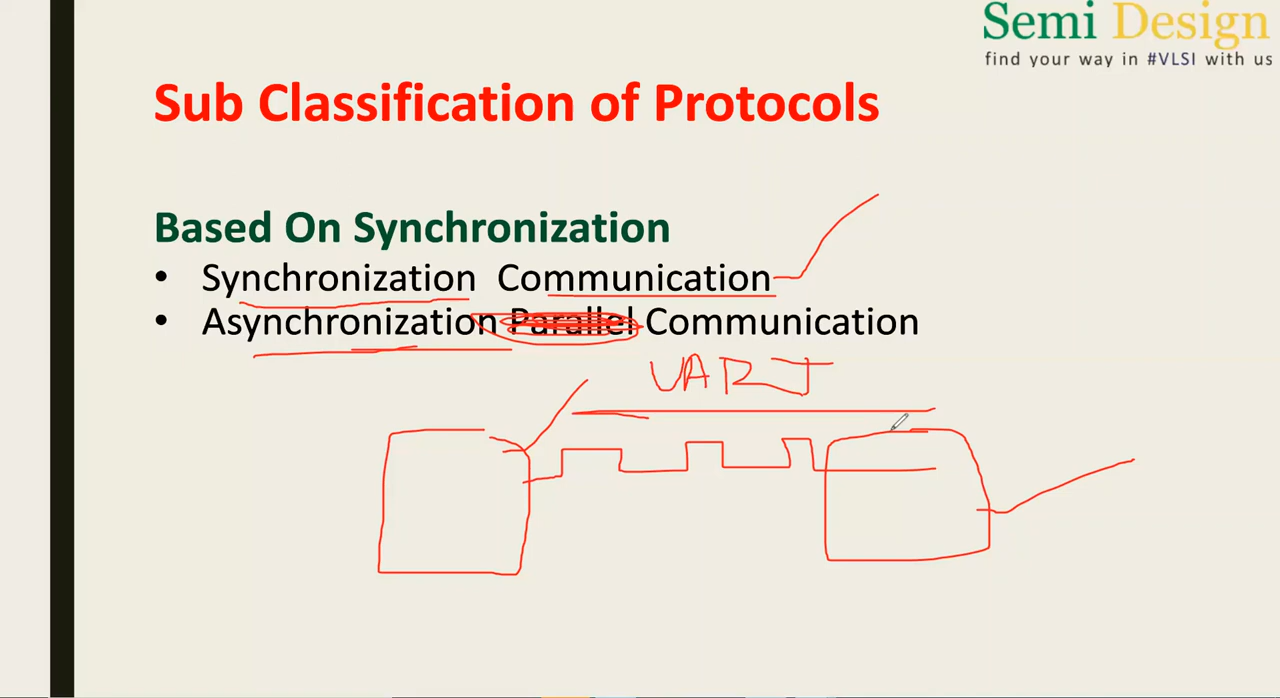 Semi Design
find your way in #VLSI with us
Sub Classification of Protocols
Based On Synchronization
• Synchronization Communication
• Asynchronization Parallel Communication
UART